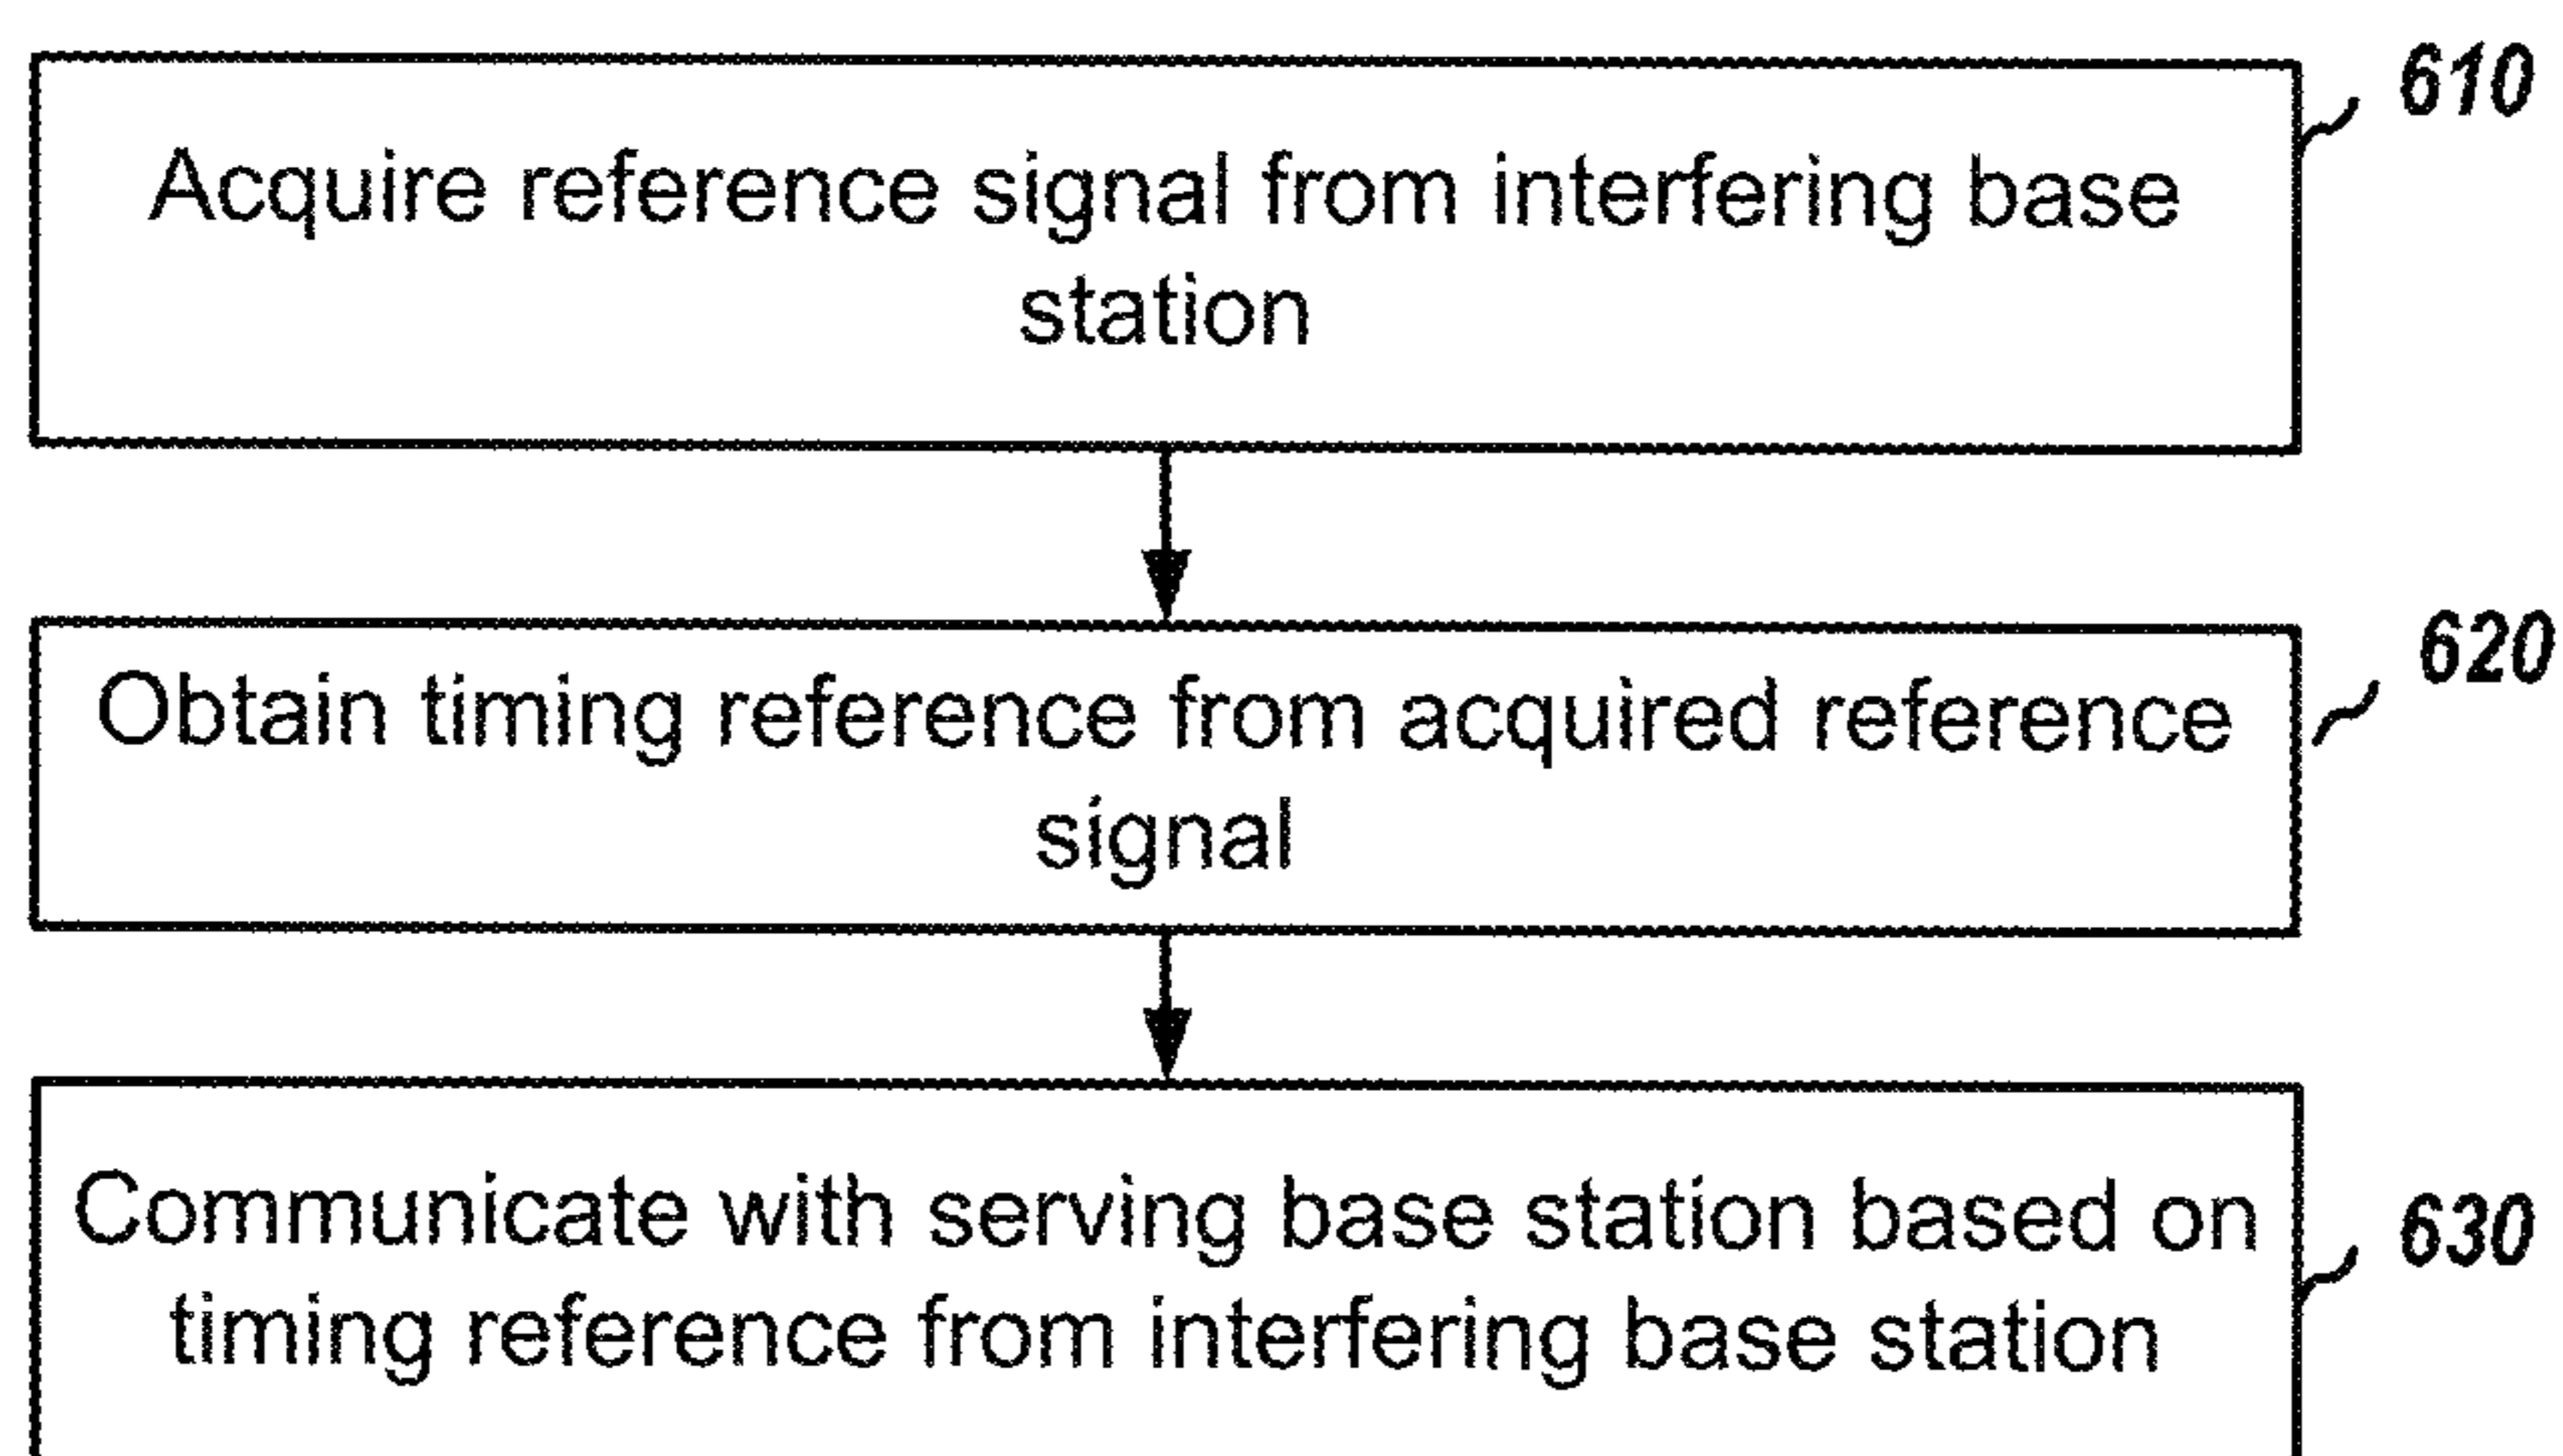 610
Acquire reference signal from interfering base
station
620
Obtain timing reference from acquired reference
signal
630
Communicate with serving base station based on
timing reference from interfering base station